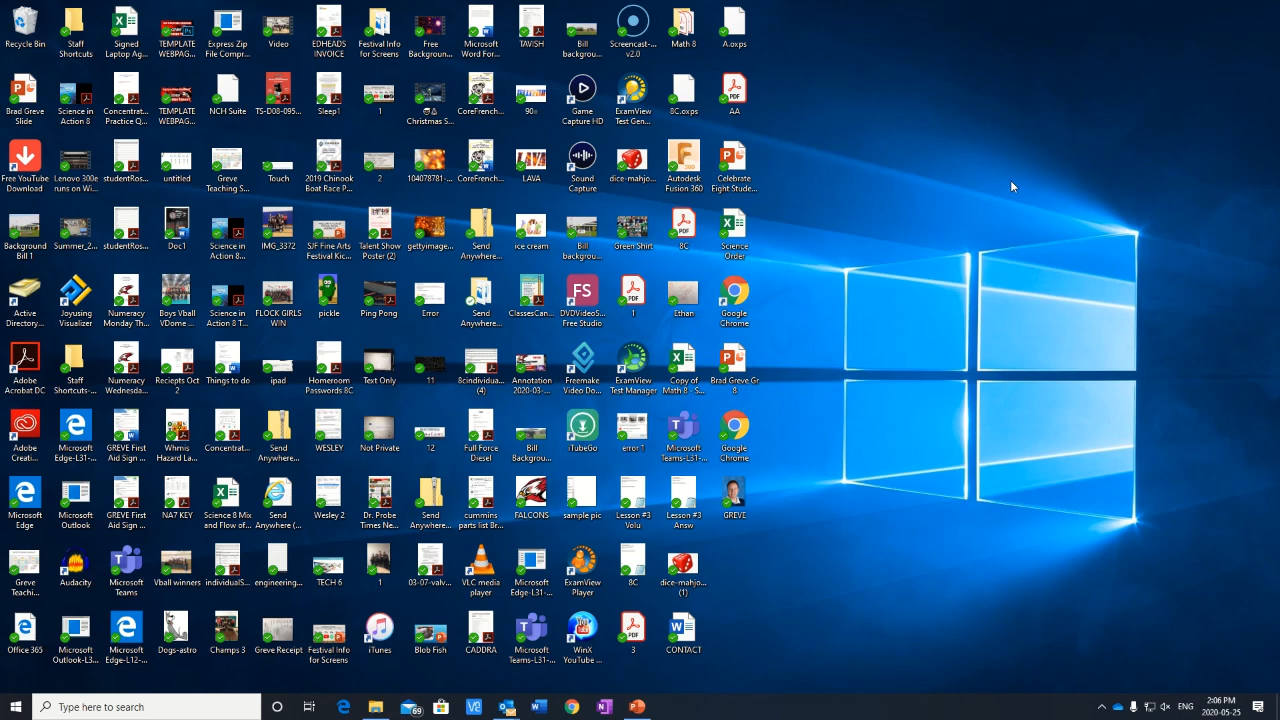 Recycle Bin
Staff Shortcuts
Signed Laptop Ag...
TEMPLATE WEBPAG...
Express Zip File Compr...
Video
EDHEADS INVOICE
Festival Info for Screens
Free Backgroun...
Microsoft Word For...
TAVISH
Bill backgrou...
Screencast-... v2.0
Math 8
A.oxps
Brad Greve Slide
Science in Action 8
Concentrat... Practice Q...
TEMPLATE WEBPAG...
NCH Suite
TS-D08-095...
Sleep1
1
Christmas S...
CoreFrench...
Game Capture HD
ExamView Test Gen...
8C.oxps
AA
Free YouTube Download
Lenovo 300e runs on Wi...
studentRos...
untitled
Greve Teaching S...
Touch
2019 Chinook Boat Race P...
2
104078781-...
CoreFrench...
LAVA
Sound Capture
dice-mahjo...
Autodesk Fusion 360
Celebrate Eight Stude...
Background Bill 1
Summer_2...
studentRos...
Doc1
Science in Action 8...
IMG_3372
SJF Fine Arts Festival Kic...
Talent Show Poster (2)
gettyimage...
Send Anywhere...
ice cream
Bill backgrou...
Green Shirt
8C
Science Order
Active Directory...
Joyusing Visualizer
Numeracy Monday Th...
Boys Vball VDome ...
Science in Action 8 T...
FLOCK GIRLS WIN
pickle
Ping Pong
Error
Send Anywhere...
ClassesCan...
DVDVideoS... Free Studio
1
Ethan
Google Chrome
Adobe Acrobat DC
Staff Shortcuts-...
Numeracy Wednesda...
Reciepts Oct 2
Things to do
ipad
Homeroom Passwords 8C
Text Only
11
8cindividua... (4)
Annotation 2020-03-...
Freemake Video Do...
ExamView Test Manager
Copy of Math 8 - S...
Brad Greve Gr 8
Adobe Creati...
Microsoft Edge-L31-...
GREVE First Aid Sign ...
Whmis Hazard La...
Concentrat...
Send Anywhere...
WESLEY
Not Private
12
Full Force Diesel
Bill Backgrou...
TubeGo
error1
Microsoft Teams-L31-...
Google Chrome
Microsoft Edge
Microsoft Outlook
GREVE First Aid Sign ...
NA7 KEY
Science 8 Mix and Flow of...
Send Anywhere (...
Wesley 2
Dr. Probe Times Ne...
Send Anywhere...
cummins parts list Br...
FALCONS
sample pic
Lesson #3 Volu
Lesson #3 Answ
GREVE
Greve Teachi...
Audacity
Microsoft Teams
Vball winners
individualS...
engineering...
TECH 6
1
03-07-valv...
VLC media player
Microsoft Edge-L31-...
ExamView Player
8C
dice-mahjo... (1)
Office 365
Microsoft Outlook-L3...
Microsoft Edge-L12-...
Dogs-astro
Champs 3
Greve Receipt
Festival Info for Screens
iTunes
Blob Fish
CADDRA
Microsoft Teams-L31-...
WinX YouTube ...
3
CONTACT
Type here to search
69
ENG
2:06 PM
2020-05-25